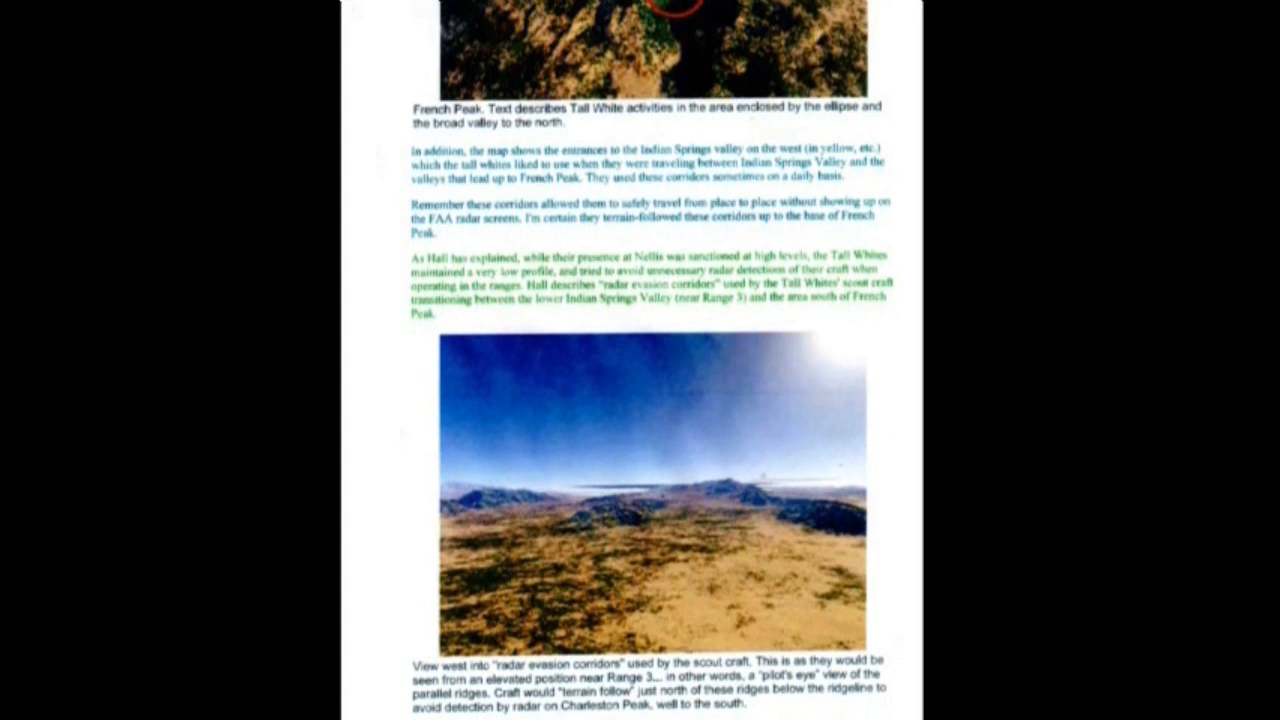 French Peak. Text describes Tall White activities in the area enclosed by the ellipse and
the broad valley to the north.
In addition, the map shows the entrances to the Indian Springs valley on the west (in yellow, etc.)
which the tall whites liked to use when they were traveling between Indian Springs Valley and the
valleys that lead up to French Peak. They used these corridors sometimes on a daily basis.
Remember these corridors allowed them to safely travel from place to place without showing up on
the FAA radar screens. I'm certain they terrain-followed these corridors up to the base of French
Peak.
As Hall has explained, while their presence at Nellis was sanctioned at high levels, the Tall Whites
maintained a very low profile, and tried to avoid unnecessary radar detections of their craft when
operating in the ranges. Hall describes "radar evasion corridors" used by the Tall Whites' scout craft
transitioning between the lower Indian Springs Valley (near Range 3) and the area south of French
Peak.
View west into "radar evasion corridors" used by the scout craft. This is as they would be
seen from an elevated position near Range 3... in other words, a "pilot's eye" view of the
parallel ridges. Craft would "terrain follow" just north of these ridges below the ridgeline to
avoid detection by radar on Charleston Peak, well to the south.